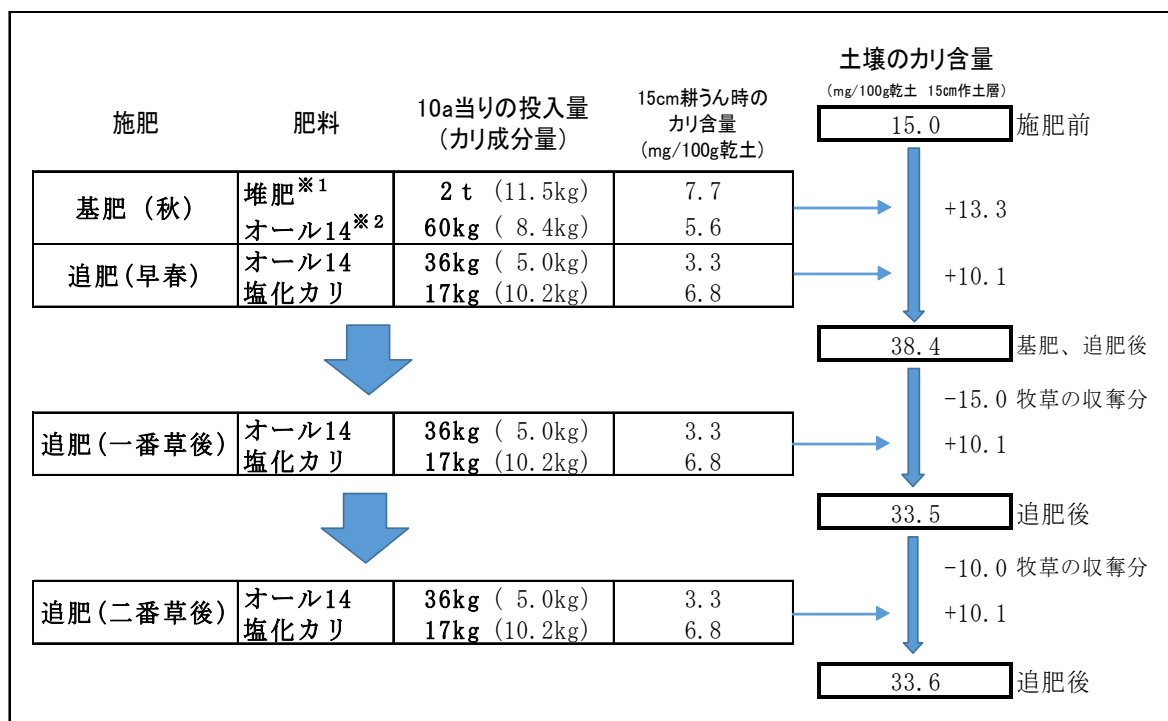 土壌のカリ含量
(mg/100g乾土 15cm作土層)
施肥 肥料 10a当りの投入量 15cm耕うん時の
(カリ成分量) カリ含量
(mg/100g乾土)
15.0 施肥前
基肥 (秋) 堆肥※1 2 t (11.5kg) 7.7
オール14※2 60kg ( 8.4kg) 5.6
+13.3
追肥(早春) オール14 36kg ( 5.0kg) 3.3
塩化カリ 17kg (10.2kg) 6.8
+10.1
38.4 基肥、追肥後
-15.0 牧草の収奪分
追肥(一番草後) オール14 36kg ( 5.0kg) 3.3
塩化カリ 17kg (10.2kg) 6.8
+10.1
33.5 追肥後
-10.0 牧草の収奪分
追肥(二番草後) オール14 36kg ( 5.0kg) 3.3
塩化カリ 17kg (10.2kg) 6.8
+10.1
33.6 追肥後